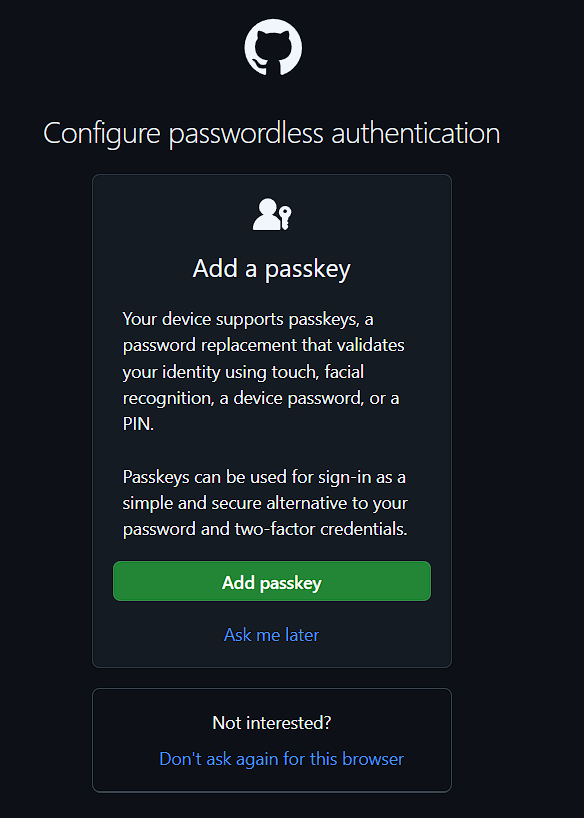 Configure passwordless authentication
Add a passkey
Your device supports passkeys, a
password replacement that validates
your identity using touch, facial
recognition, a device password, or a
PIN.
Passkeys can be used for sign-in as a
simple and secure alternative to your
password and two-factor credentials.
Add passkey
Ask me later
Not interested?
Don't ask again for this browser